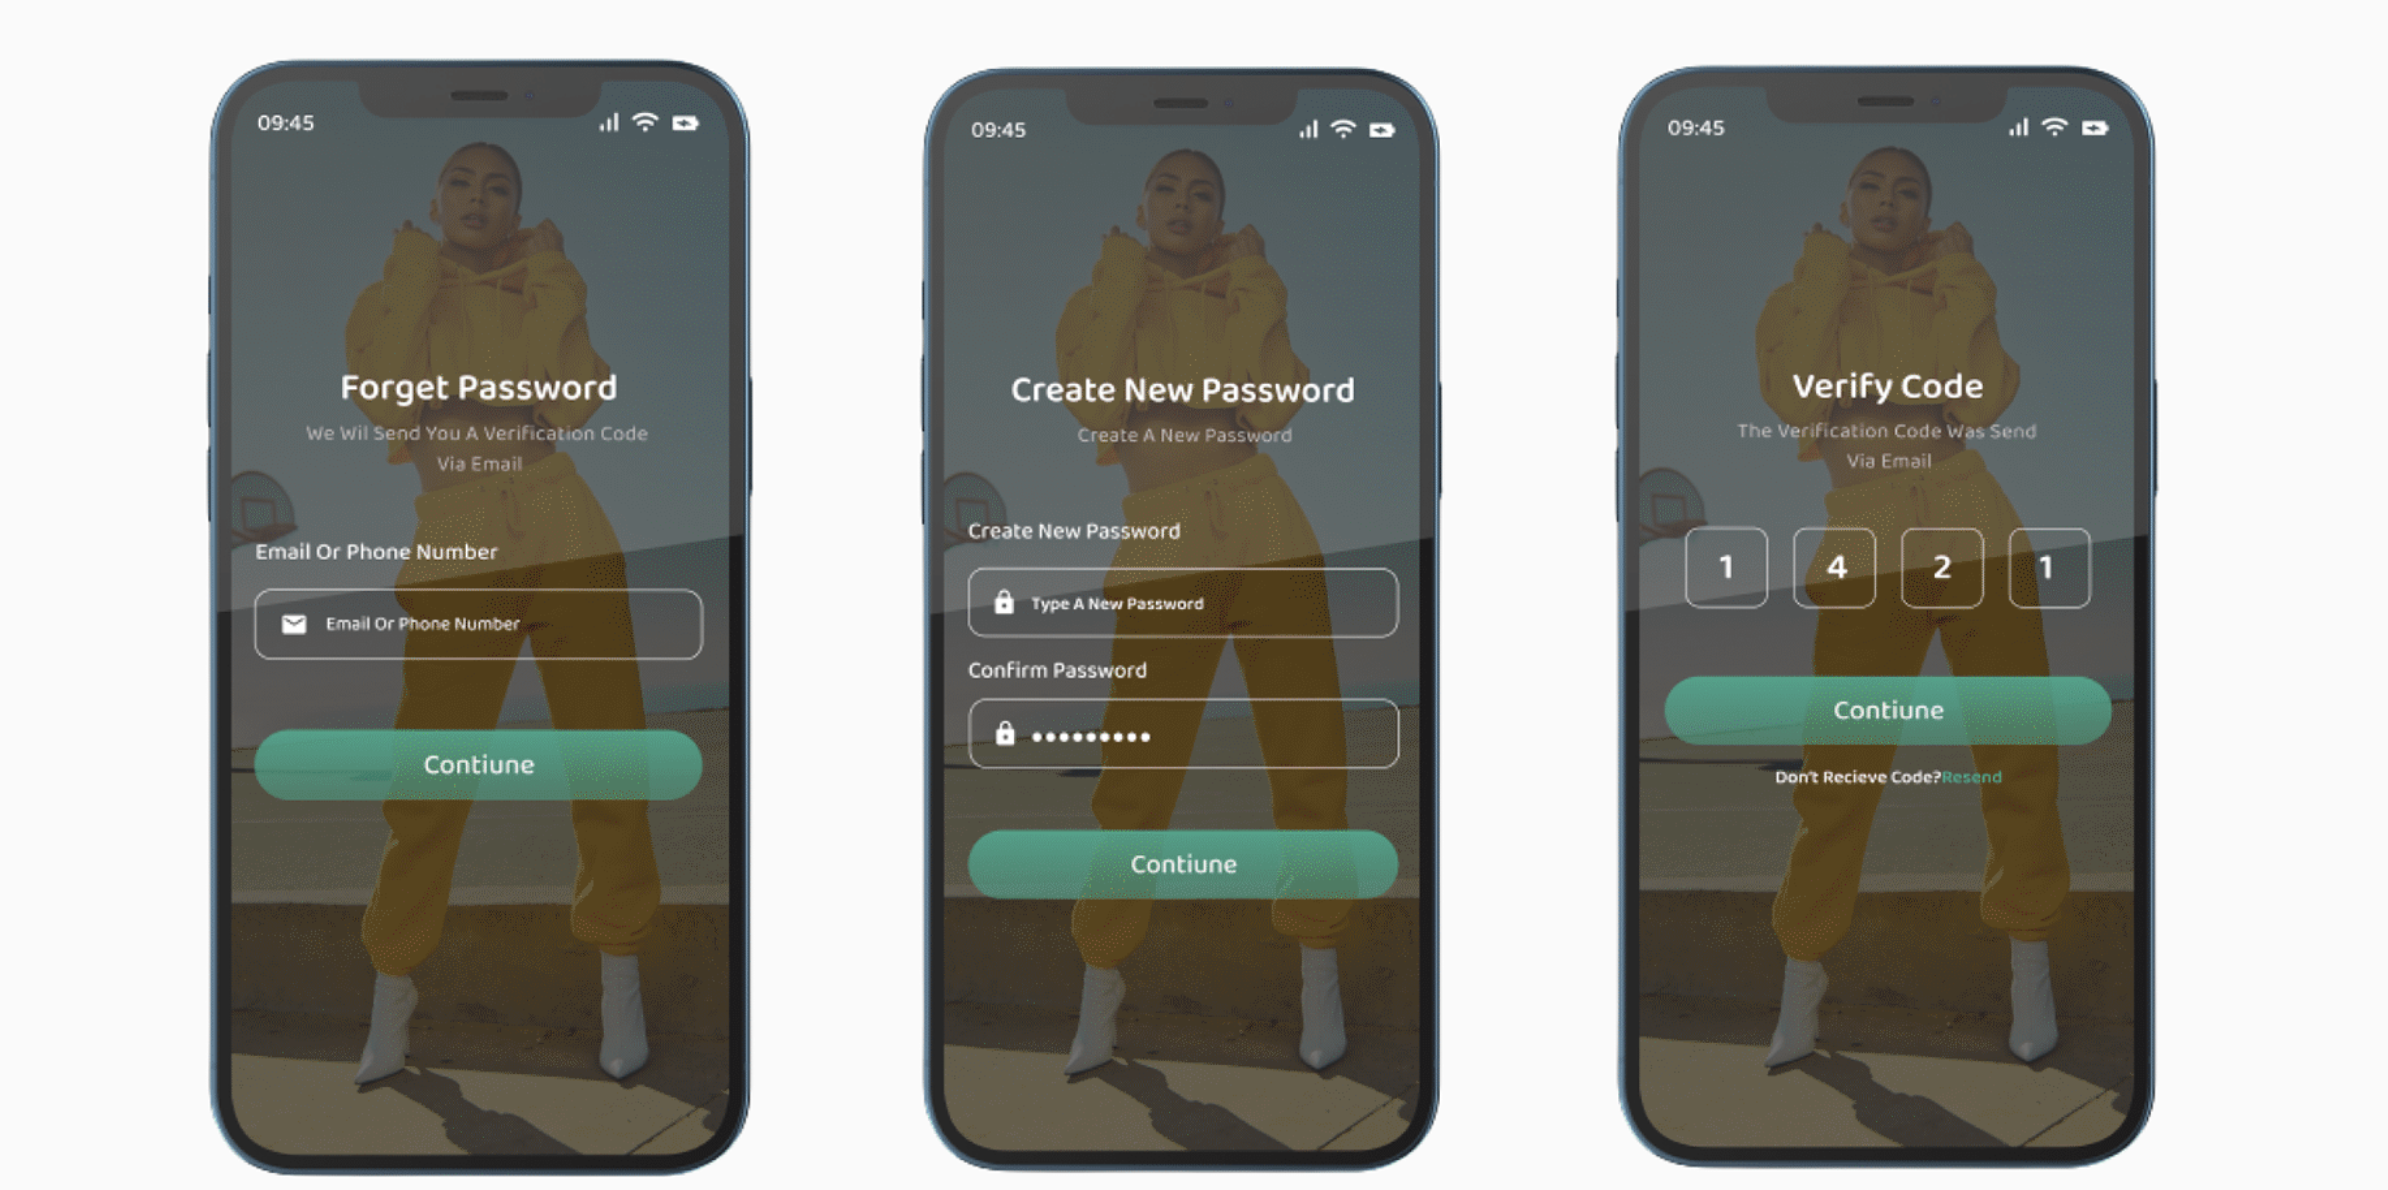 09:45
Forget Password
We Wil Send You A Verification Code
Via Email
Email Or Phone Number
Email Or Phone Number
Contiune
09:45
Create New Password
Create A New Password
Create New Password
Type A New Password
Confirm Password
•••••••••
Contiune
09:45
Verify Code
The Verification Code Was Send
Via Email
1 4 2 1
Contiune
Don't Recieve Code?Resend